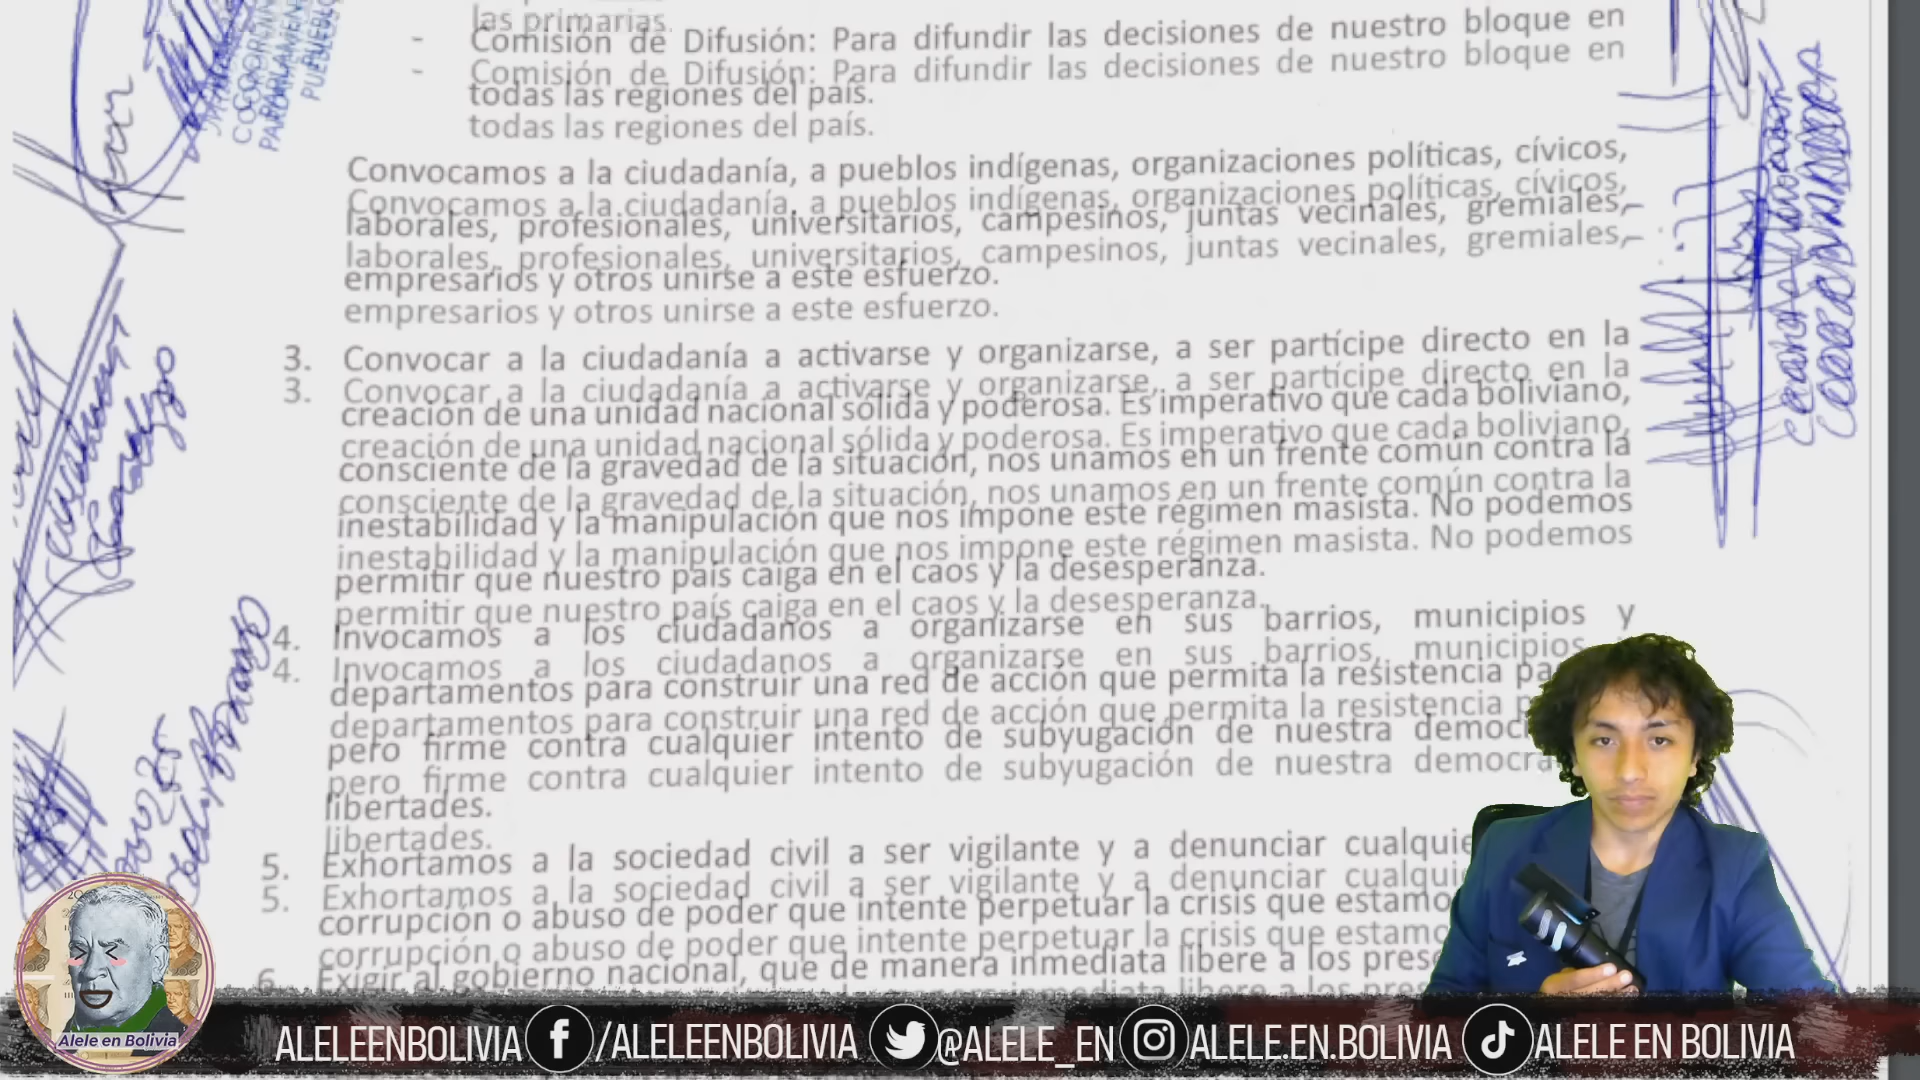 las primarias.
- Comisión de Difusión: Para difundir las decisiones de nuestro bloque en
- Comisión de Difusión: Para difundir las decisiones de nuestro bloque en
todas las regiones del país.
todas las regiones del país.
Convocamos a la ciudadanía, a pueblos indígenas, organizaciones políticas, cívicos,
Convocamos a la ciudadanía, a pueblos indígenas, organizaciones políticas, cívicos,
laborales, profesionales, universitarios, campesinos, juntas vecinales, gremiales,
laborales, profesionales, universitarios, campesinos, juntas vecinales, gremiales,
empresarios y otros unirse a este esfuerzo.
empresarios y otros unirse a este esfuerzo.
3. Convocar a la ciudadanía a activarse y organizarse, a ser partícipe directo en la
3. Convocar a la ciudadanía a activarse y organizarse, a ser partícipe directo en la
creación de una unidad nacional sólida y poderosa. Es imperativo que cada boliviano,
creación de una unidad nacional sólida y poderosa. Es imperativo que cada boliviano,
consciente de la gravedad de la situación, nos unamos en un frente común contra la
consciente de la gravedad de la situación, nos unamos en un frente común contra la
inestabilidad y la manipulación que nos impone este régimen masista. No podemos
inestabilidad y la manipulación que nos impone este régimen masista. No podemos
permitir que nuestro país caiga en el caos y la desesperanza.
permitir que nuestro país caiga en el caos y la desesperanza.
4. Invocamos a los ciudadanos a organizarse en sus barrios, municipios y
4. Invocamos a los ciudadanos a organizarse en sus barrios, municipios
departamentos para construir una red de acción que permita la resistencia pa
departamentos para construir una red de acción que permita la resistencia
pero firme contra cualquier intento de subyugación de nuestra democ
pero firme contra cualquier intento de subyugación de nuestra democra
libertades.
libertades.
5. Exhortamos a la sociedad civil a ser vigilante y a denunciar cualquie
5. Exhortamos a la sociedad civil a ser vigilante y a denunciar cualqui
corrupción o abuso de poder que intente perpetuar la crisis que estamo
corrupción o abuso de poder que intente perpetuar la crisis que estamo
6. Exigir al gobierno nacional, que de manera inmediata libere a los preso
Alele en Bolivia
ALELEENBOLIVIA /ALELEENBOLIVIA @ALELE_EN ALELE.EN.BOLIVIA ALELE EN BOLIVIA